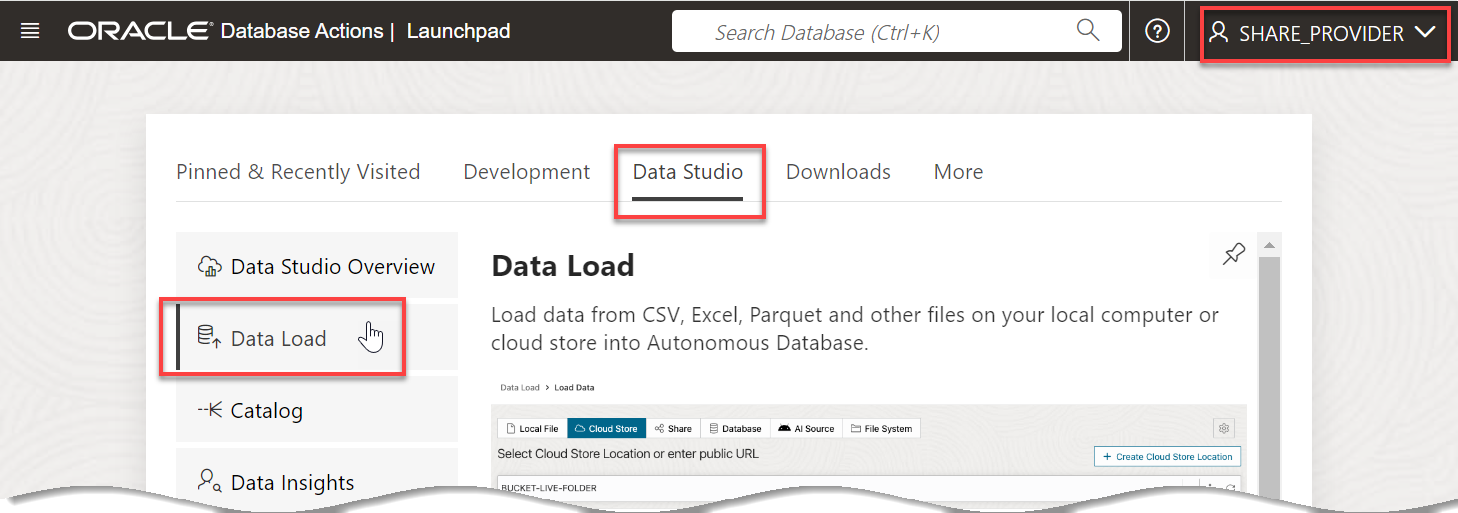 ORACLE Database Actions | Launchpad
Search Database (Ctrl+K)
SHARE_PROVIDER
Pinned & Recently Visited
Development
Data Studio
Downloads
More
Data Studio Overview
Data Load
Catalog
Data Insights
Data Load
Load data from CSV, Excel, Parquet and other files on your local computer or
cloud store into Autonomous Database.
Data Load > Load Data
Local File
Cloud Store
Share
Database
AI Source
File System
Select Cloud Store Location or enter public URL
+ Create Cloud Store Location
BUCKET-LIVE-FOLDER